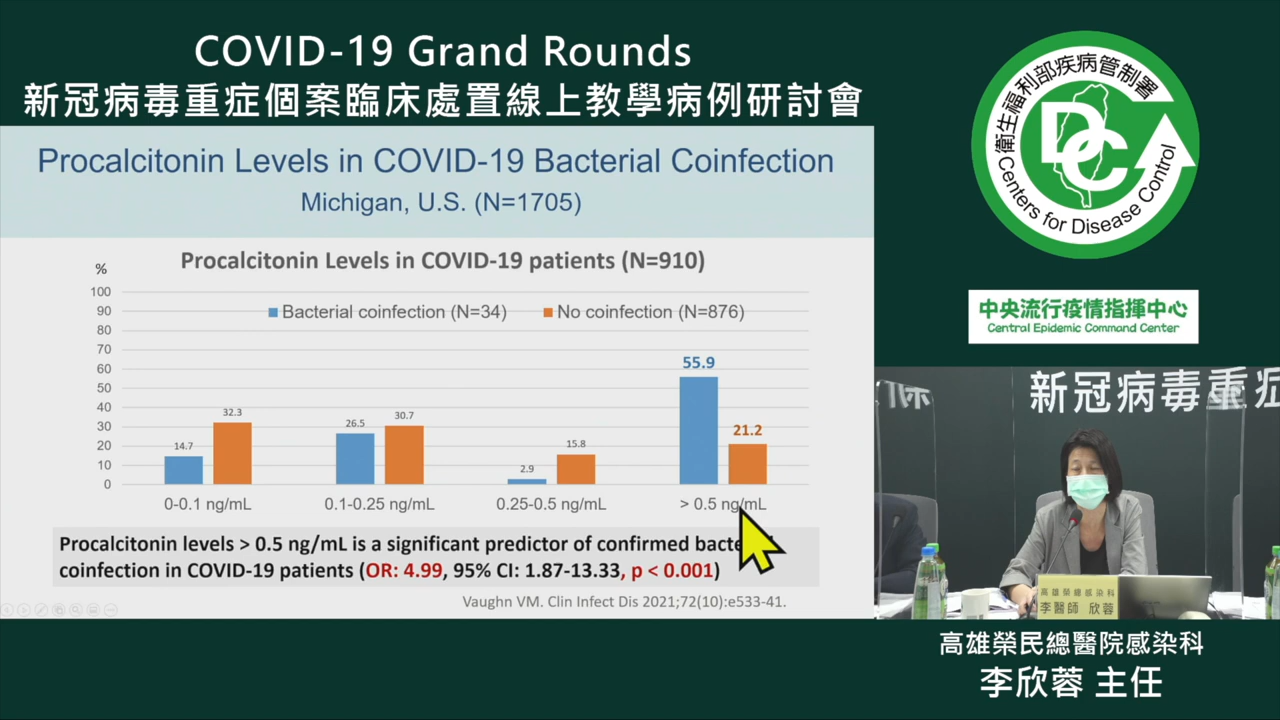 COVID-19 Grand Rounds
新冠病毒重症個案臨床處置線上教學病例研討會
Procalcitonin Levels in COVID-19 Bacterial Coinfection
Michigan, U.S. (N=1705)
Procalcitonin Levels in COVID-19 patients (N=910)
%
100
90
80
70
60
50
40
30
20
10
0
Bacterial coinfection (N=34)
No coinfection (N=876)
14.7
32.3
26.5
30.7
2.9
15.8
55.9
21.2
0-0.1 ng/mL
0.1-0.25 ng/mL
0.25-0.5 ng/mL
> 0.5 ng/mL
Procalcitonin levels > 0.5 ng/mL is a significant predictor of confirmed
coinfection in COVID-19 patients (OR: 4.99, 95% CI: 1.87-13.33, p < 0.001)
Vaughn VM. Clin Infect Dis 2021;72(10):e533-41.
衛生福利部疾病管制署
DC
Centers for Disease Control
中央流行疫情指揮中心
Central Epidemic Command Center
新冠病毒重症
高雄榮總感染科
李醫師 欣蓉
高雄榮民總醫院感染科
李欣蓉 主任